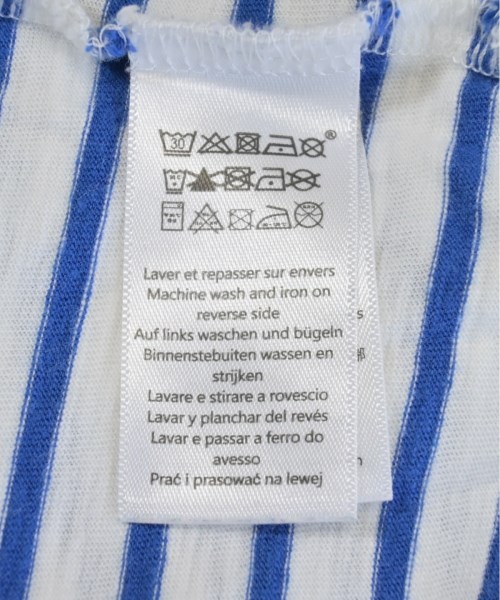 30 ®
Laver et repasser sur envers
Machine wash and iron on
reverse side
Auf links waschen und bügeln
Binnenstebuiten wassen en
strijken
Lavare e stirare a rovescio
Lavar y planchar del revés
Lavar e passar a ferro do
avesso
Prać i prasować na lewej